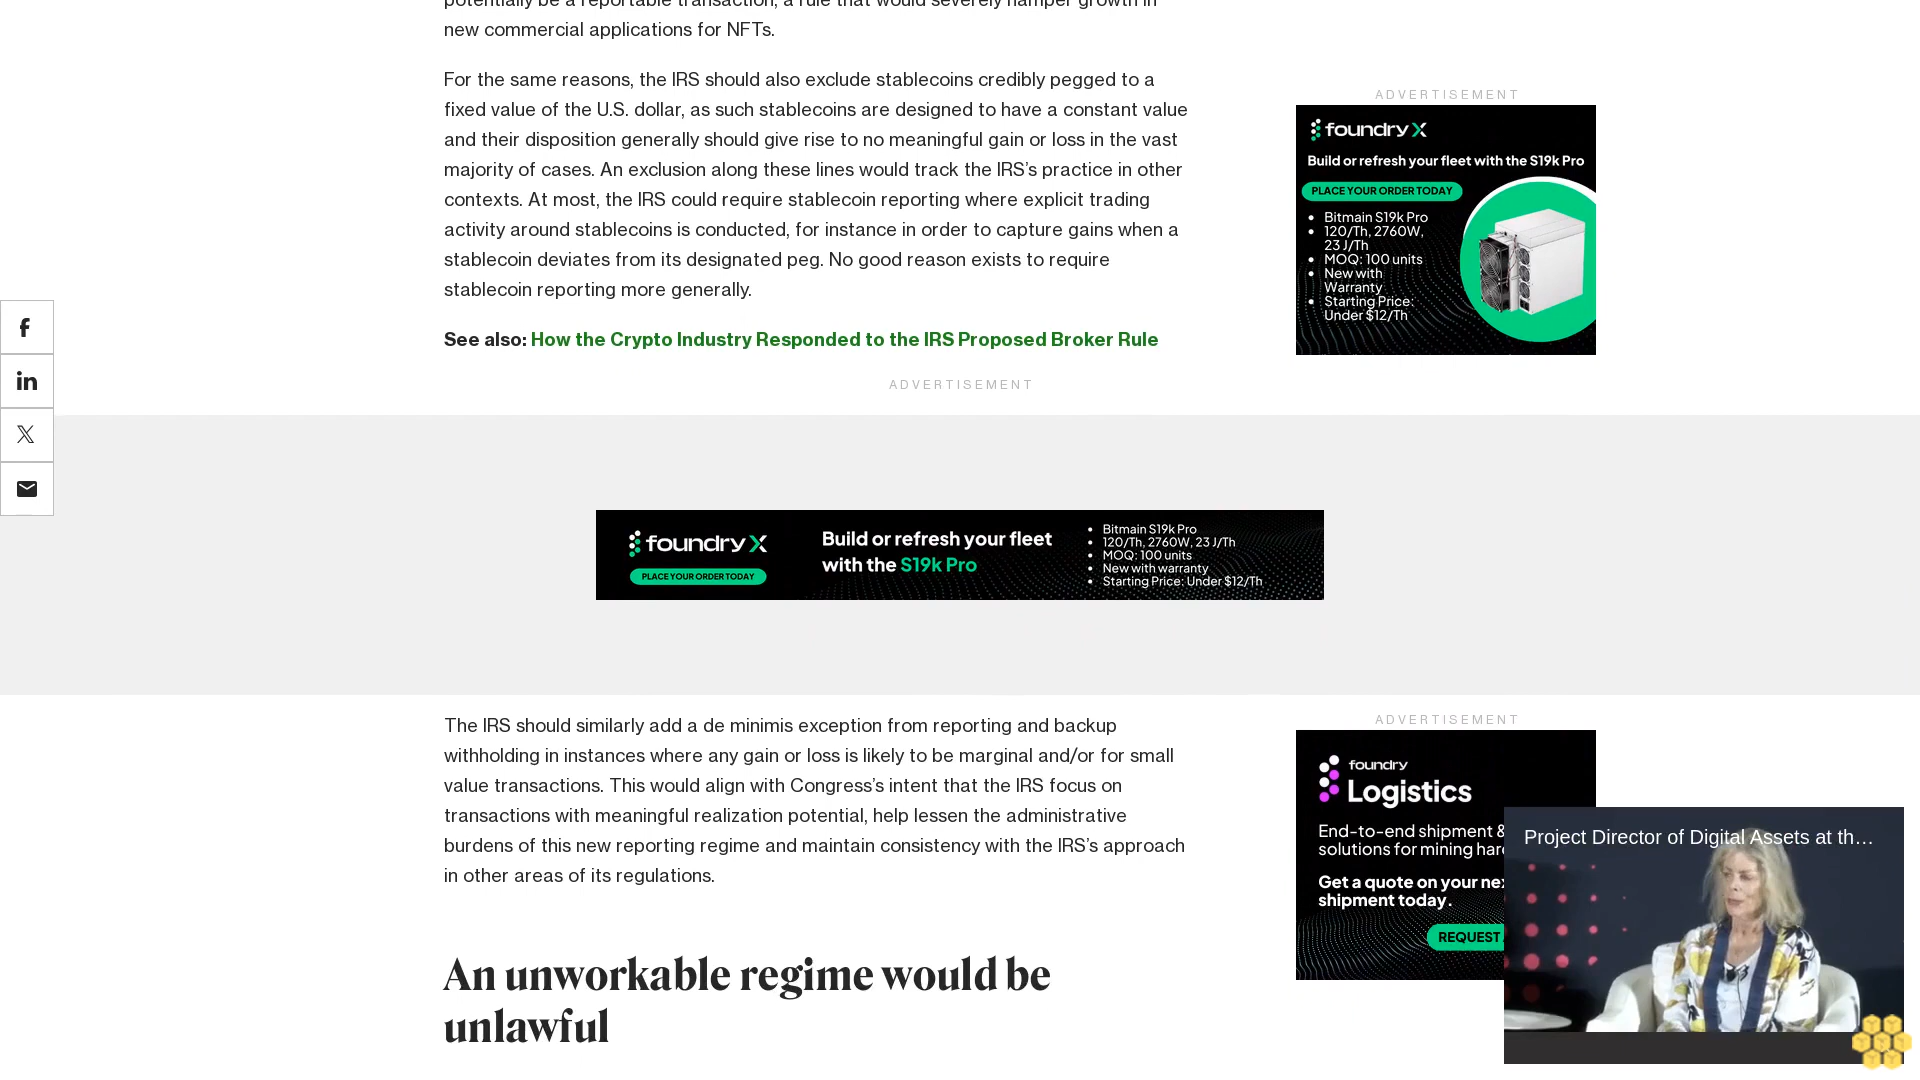 new commercial applications for NFTs.
For the same reasons, the IRS should also exclude stablecoins credibly pegged to a
fixed value of the U.S. dollar, as such stablecoins are designed to have a constant value
and their disposition generally should give rise to no meaningful gain or loss in the vast
majority of cases. An exclusion along these lines would track the IRS’s practice in other
contexts. At most, the IRS could require stablecoin reporting where explicit trading
activity around stablecoins is conducted, for instance in order to capture gains when a
stablecoin deviates from its designated peg. No good reason exists to require
stablecoin reporting more generally.
See also: How the Crypto Industry Responded to the IRS Proposed Broker Rule
ADVERTISEMENT
foundry X
Build or refresh your fleet with the S19k Pro
PLACE YOUR ORDER TODAY
• Bitmain S19k Pro
• 120/Th, 2760W,
23 J/Th
• MOQ: 100 units
• New with
Warranty
• Starting Price:
Under $12/Th
ADVERTISEMENT
foundry X
PLACE YOUR ORDER TODAY
Build or refresh your fleet
with the S19k Pro
• Bitmain S19k Pro
• 120/Th, 2760W, 23 J/Th
• MOQ: 100 units
• New with warranty
• Starting Price: Under $12/Th
The IRS should similarly add a de minimis exception from reporting and backup
withholding in instances where any gain or loss is likely to be marginal and/or for small
value transactions. This would align with Congress’s intent that the IRS focus on
transactions with meaningful realization potential, help lessen the administrative
burdens of this new reporting regime and maintain consistency with the IRS’s approach
in other areas of its regulations.
An unworkable regime would be
unlawful
ADVERTISEMENT
foundry
Logistics
End-to-end shipment &
solutions for mining
Get a quote on your
shipment today.
REQUEST
Project Director of Digital Assets at th…